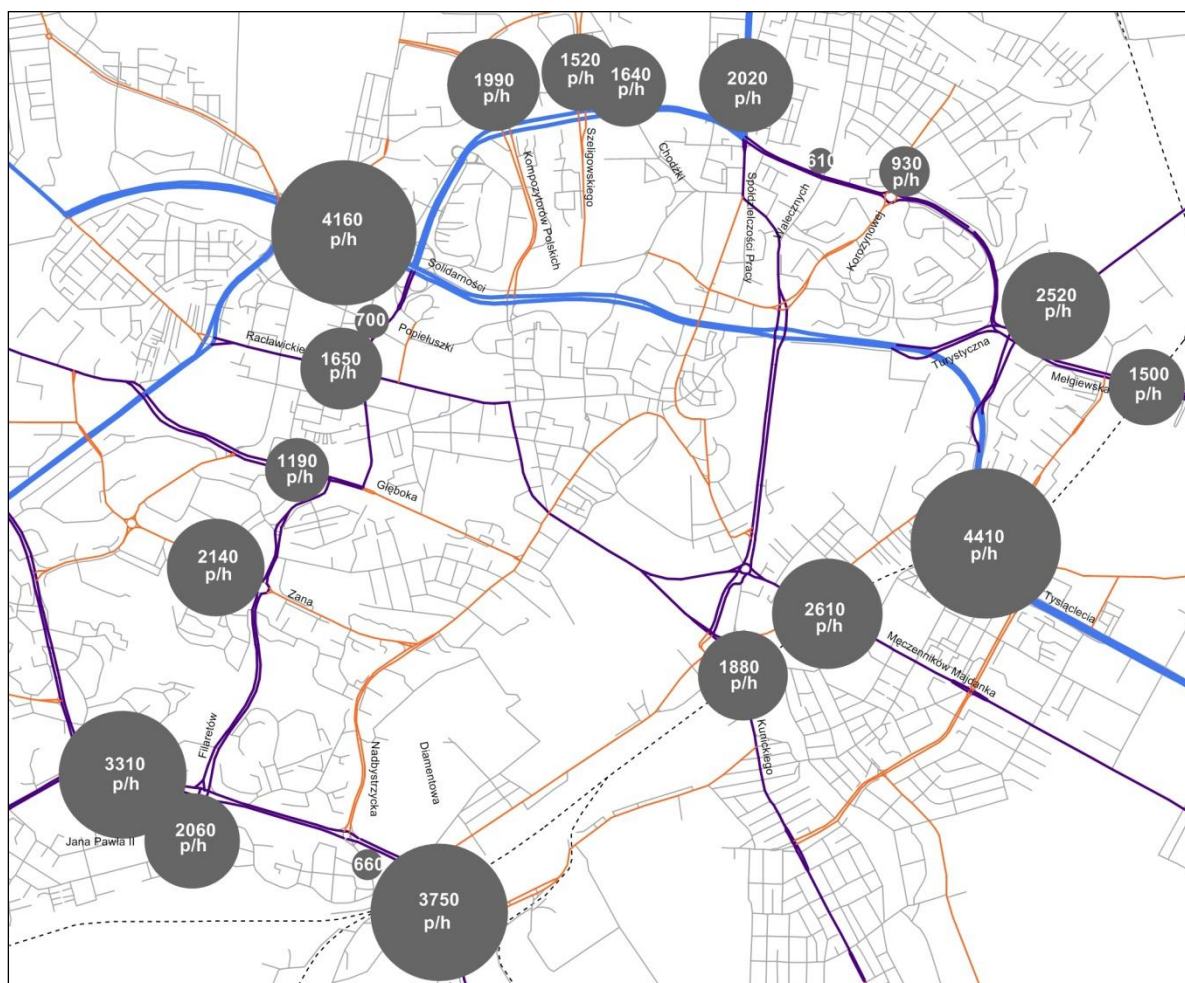 1990
p/h
1520
p/h
1640
p/h
2020
p/h
610
930
p/h
Kompozytorów Polskich
Szeligowskiego
Chodźki
Spółdzielczości Pracy
Walecznych
Koryznowej
4160
p/h
Solidarności
700
Popiełuszki
Racławickie
1650
p/h
2520
p/h
Turystyczna
Mełgiewska
1500
p/h
1190
p/h
Głęboka
2140
p/h
Zana
4410
p/h
Tysiąclecia
2610
p/h
Męczenników Majdanka
1880
p/h
Kunickiego
Filaretów
Nadbystrzycka
Diamentowa
3310
p/h
Jana Pawła II
2060
p/h
660
3750
p/h